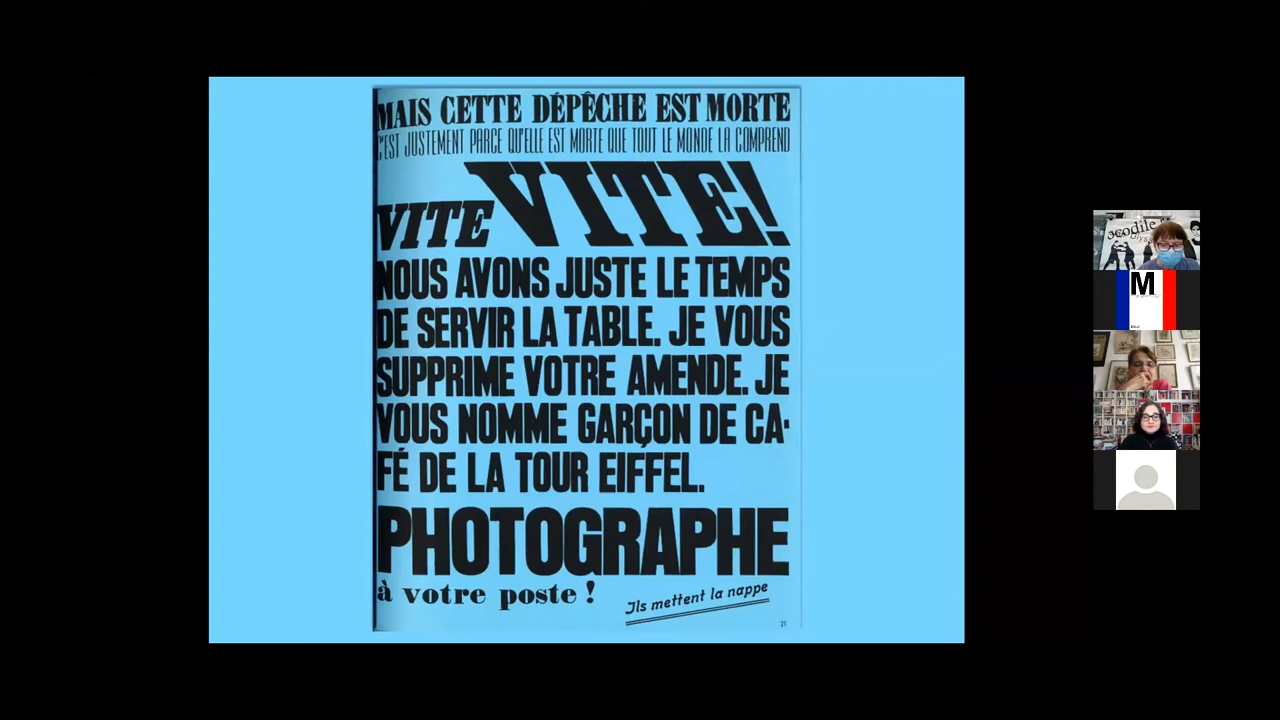 MAIS CETTE DÉPÊCHE EST MORTE
C'EST JUSTEMENT PARCE QU'ELLE EST MORTE QUE TOUT LE MONDE LA COMPREND
VITE VITE!
NOUS AVONS JUSTE LE TEMPS
DE SERVIR LA TABLE. JE VOUS
SUPPRIME VOTRE AMENDE. JE
VOUS NOMME GARÇON DE CA-
FÉ DE LA TOUR EIFFEL.
PHOTOGRAPHE
à votre poste !
Ils mettent la nappe
21
M